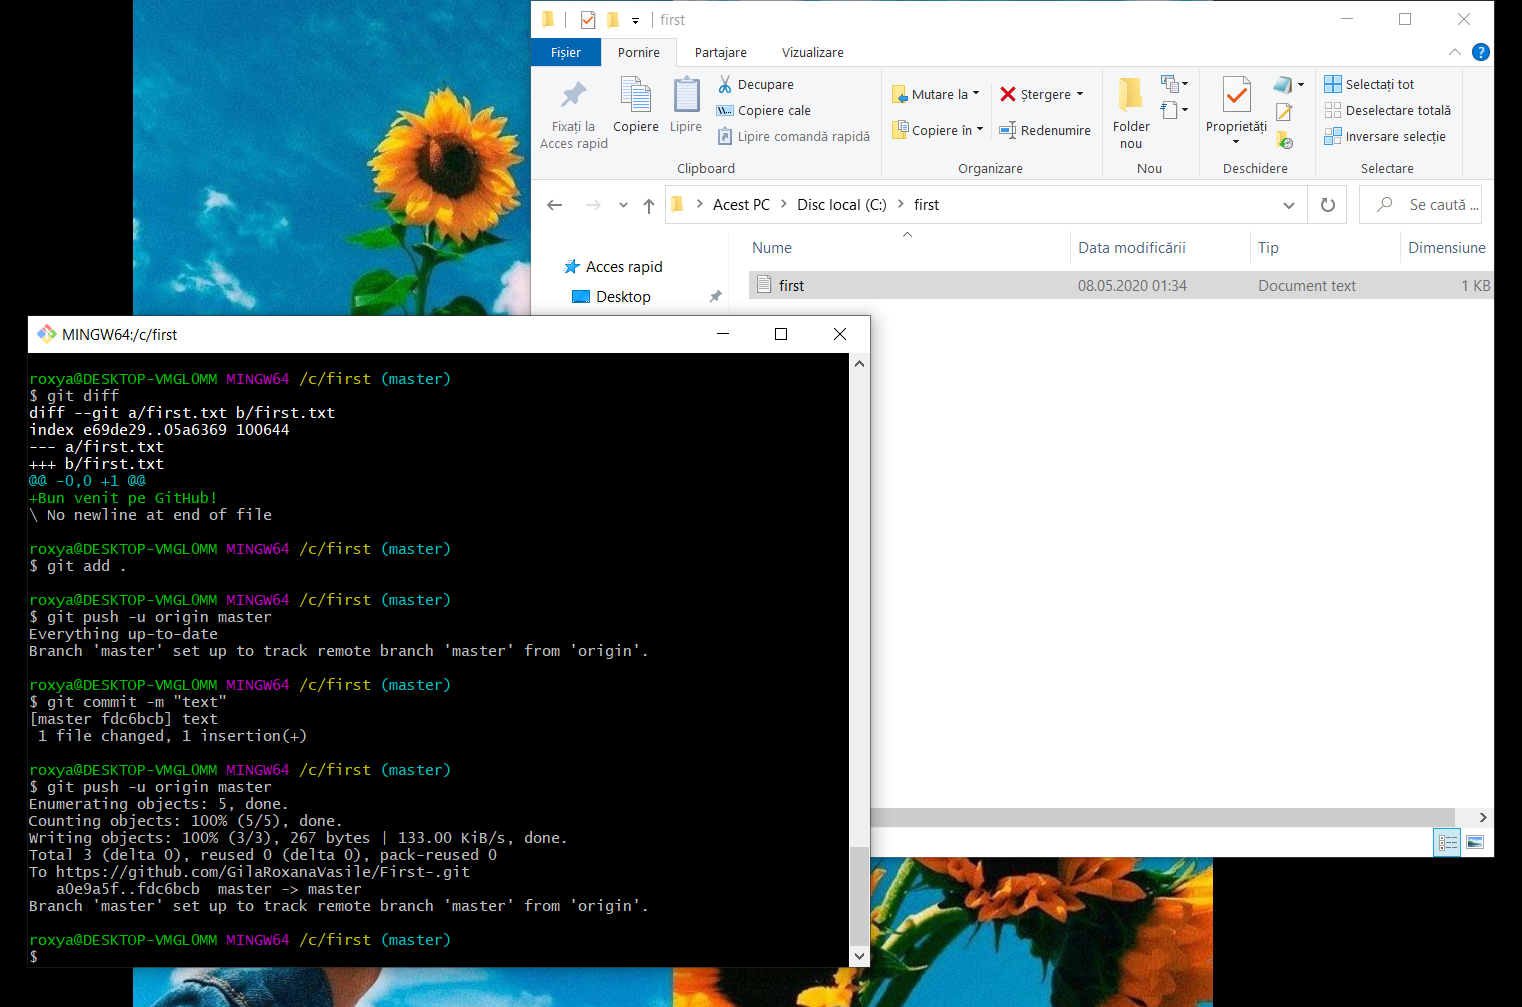 first
Fișier Pornire Partajare Vizualizare
Fixați la Acces rapid
Copiere
Lipire
Decupare
Copiere cale
Lipire comandă rapidă
Clipboard
Mutare la
Copiere în
Ștergere
Redenumire
Organizare
Folder nou
Nou
Proprietăți
Deschidere
Selectați tot
Deselectare totală
Inversare selecție
Selectare
Acest PC > Disc local (C:) > first
Se caută ...
Nume Data modificării Tip Dimensiune
Acces rapid
Desktop
first 08.05.2020 01:34 Document text 1 KB
MINGW64:/c/first
roxya@DESKTOP-VMGL0MM MINGW64 /c/first (master)
$ git diff
diff --git a/first.txt b/first.txt
index e69de29..05a6369 100644
--- a/first.txt
+++ b/first.txt
@@ -0,0 +1 @@
+Bun venit pe GitHub!
\ No newline at end of file
roxya@DESKTOP-VMGL0MM MINGW64 /c/first (master)
$ git add .
roxya@DESKTOP-VMGL0MM MINGW64 /c/first (master)
$ git push -u origin master
Everything up-to-date
Branch 'master' set up to track remote branch 'master' from 'origin'.
roxya@DESKTOP-VMGL0MM MINGW64 /c/first (master)
$ git commit -m "text"
[master fdc6bcb] text
1 file changed, 1 insertion(+)
roxya@DESKTOP-VMGL0MM MINGW64 /c/first (master)
$ git push -u origin master
Enumerating objects: 5, done.
Counting objects: 100% (5/5), done.
Writing objects: 100% (3/3), 267 bytes | 133.00 KiB/s, done.
Total 3 (delta 0), reused 0 (delta 0), pack-reused 0
To https://github.com/GilaRoxanaVasile/First-.git
a0e9a5f..fdc6bcb master -> master
Branch 'master' set up to track remote branch 'master' from 'origin'.
roxya@DESKTOP-VMGL0MM MINGW64 /c/first (master)
$